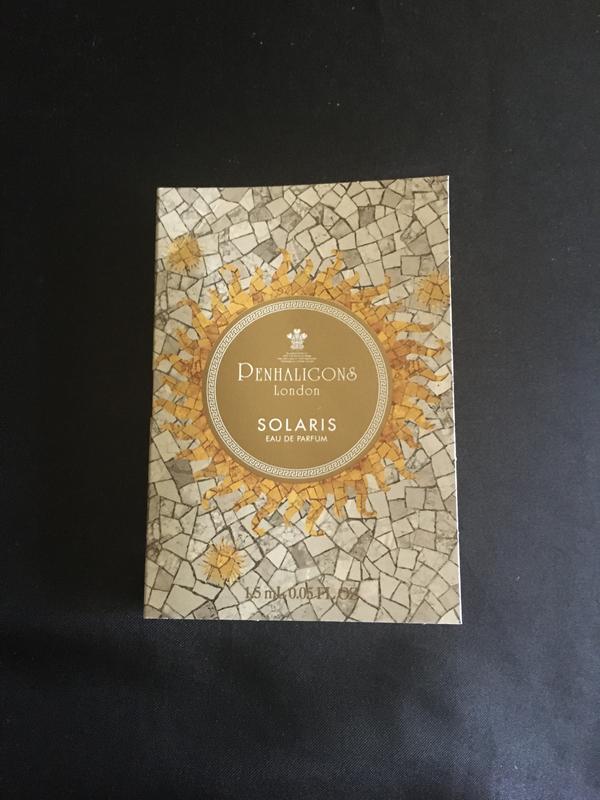 PENHALIGON'S
London
SOLARIS
EAU DE PARFUM
1.5 mL 0.05 FL. OZ.